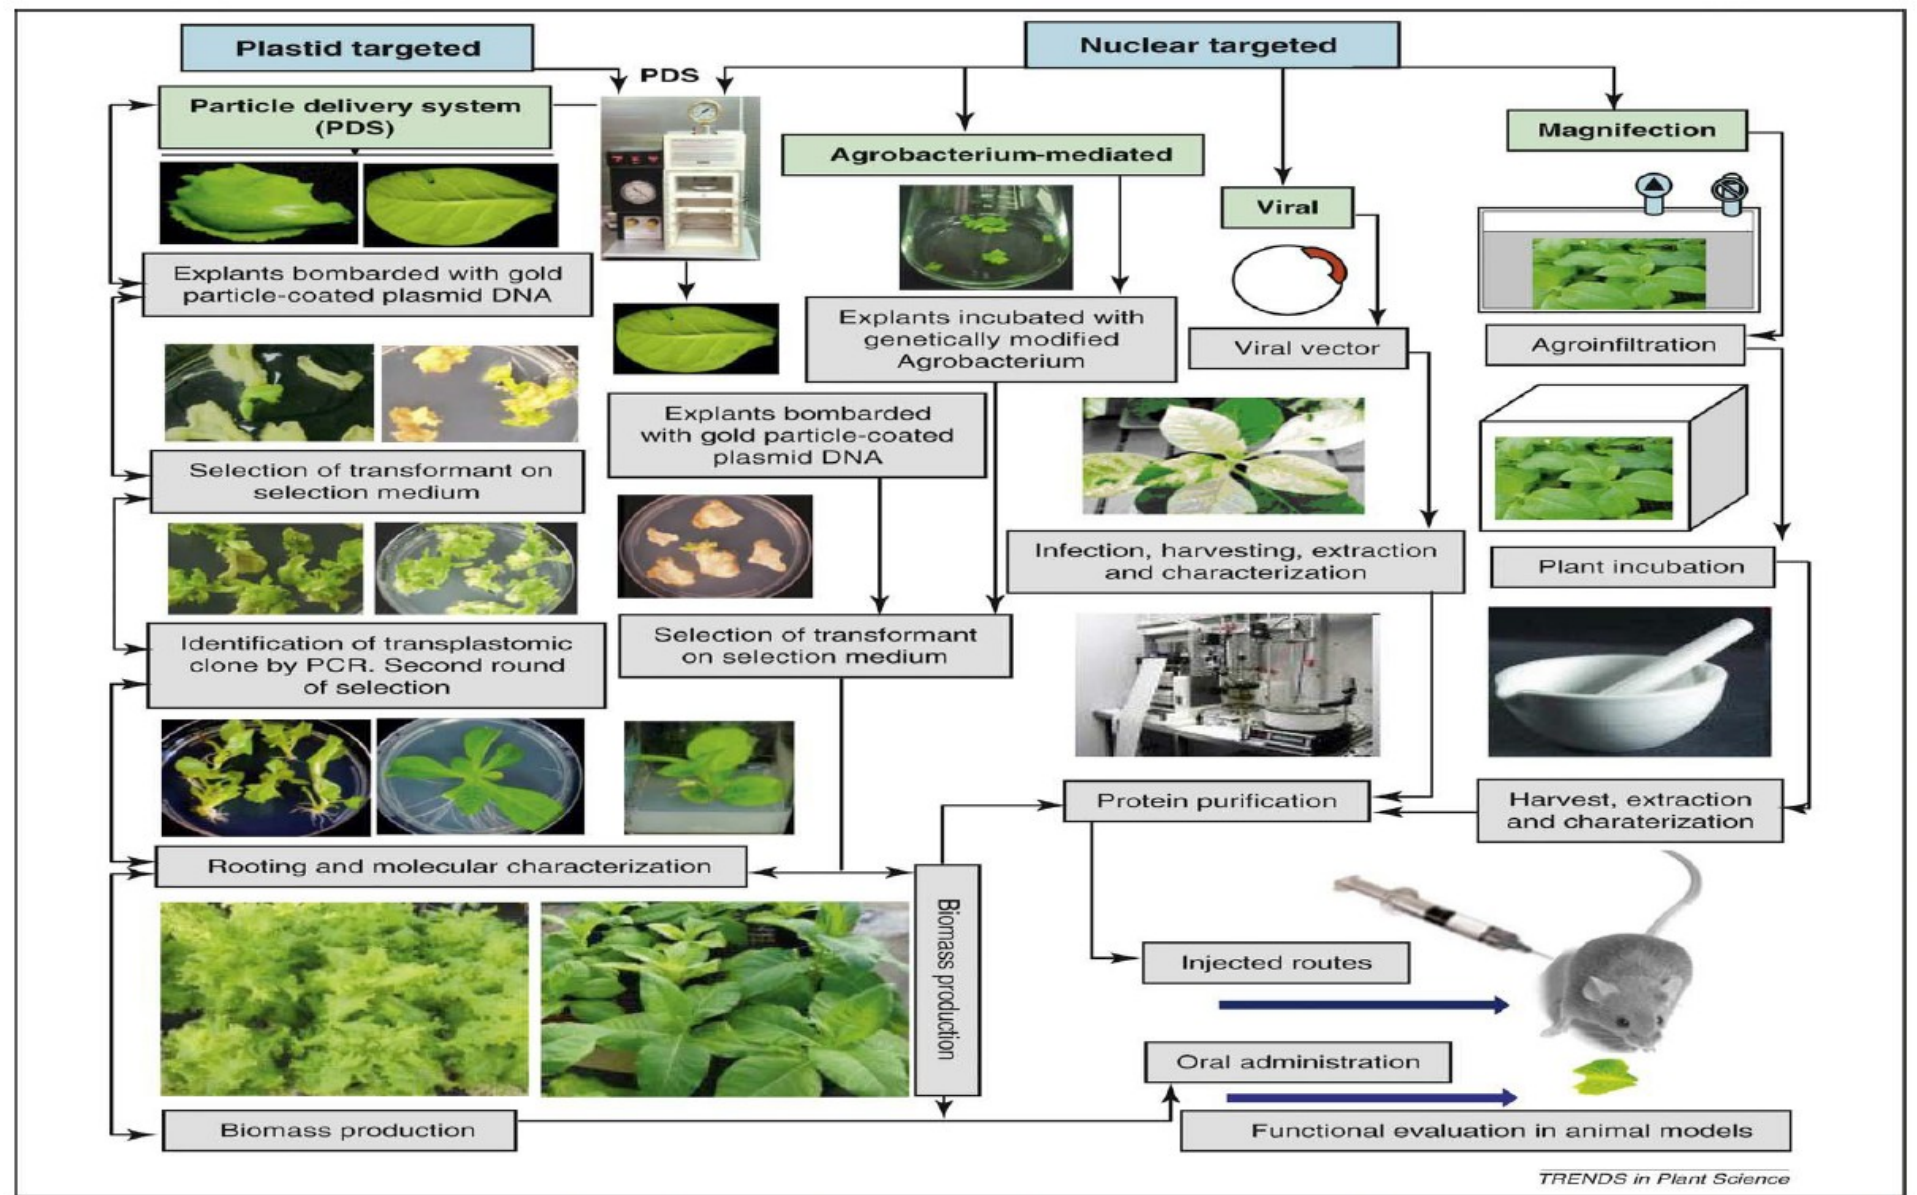 Plastid targeted
Nuclear targeted
PDS
Particle delivery system
(PDS)
Magnifection
Agrobacterium-mediated
Viral
Explants bombarded with gold
particle-coated plasmid DNA
Explants incubated with
genetically modified
Agrobacterium
Viral vector
Agroinfiltration
Explants bombarded
with gold particle-coated
plasmid DNA
Selection of transformant on
selection medium
Infection, harvesting, extraction
and characterization
Plant incubation
Identification of transplastomic
clone by PCR. Second round
of selection
Selection of transformant
on selection medium
Protein purification
Harvest, extraction
and charaterization
Rooting and molecular characterization
Biomass production
Injected routes
Oral administration
Biomass production
Functional evaluation in animal models
TRENDS in Plant Science